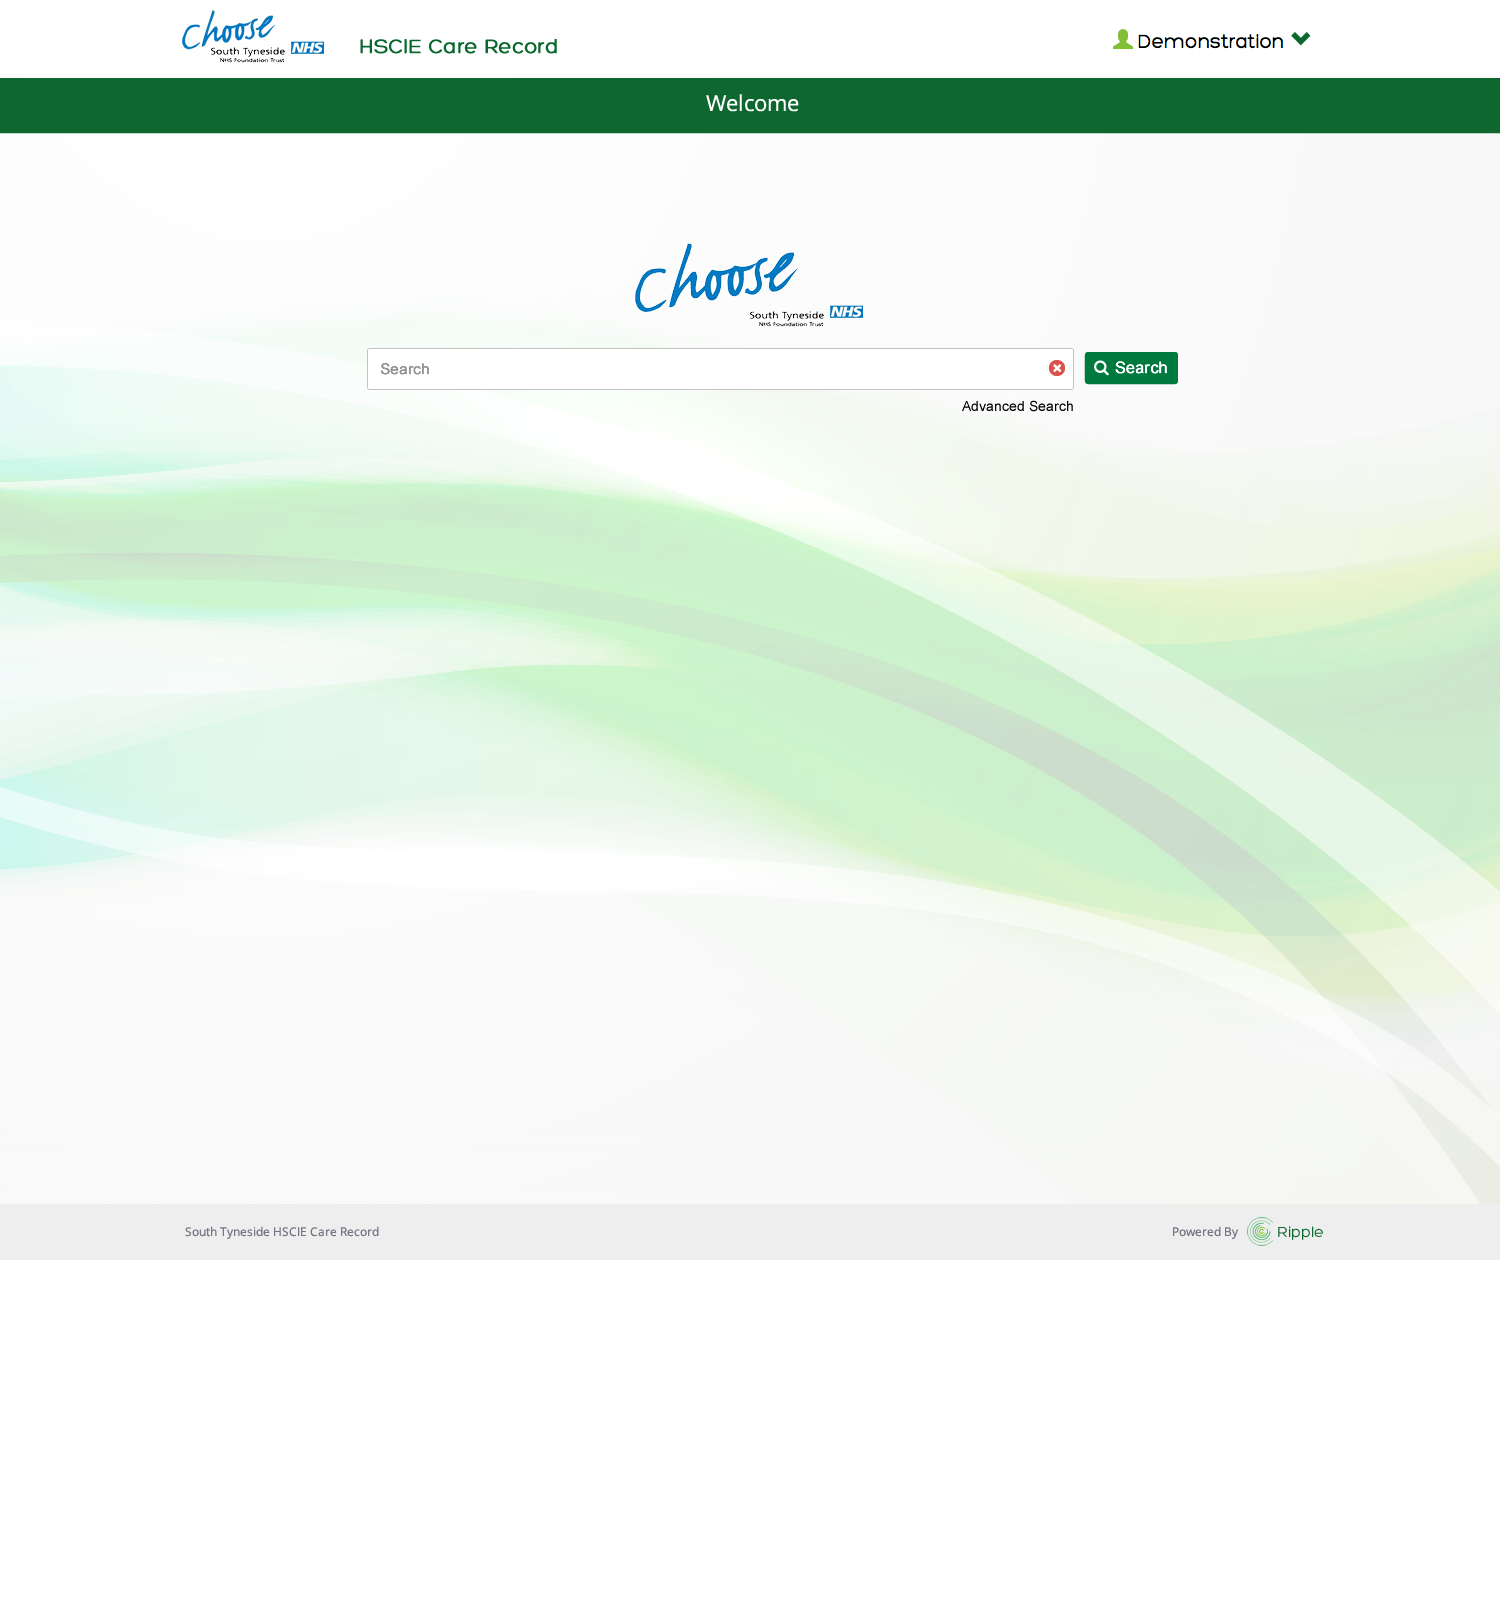 Choose
South Tyneside NHS
NHS Foundation Trust
HSCIE Care Record
Demonstration
Welcome
Choose
South Tyneside NHS
NHS Foundation Trust
Search
Search
Advanced Search
South Tyneside HSCIE Care Record
Powered By Ripple